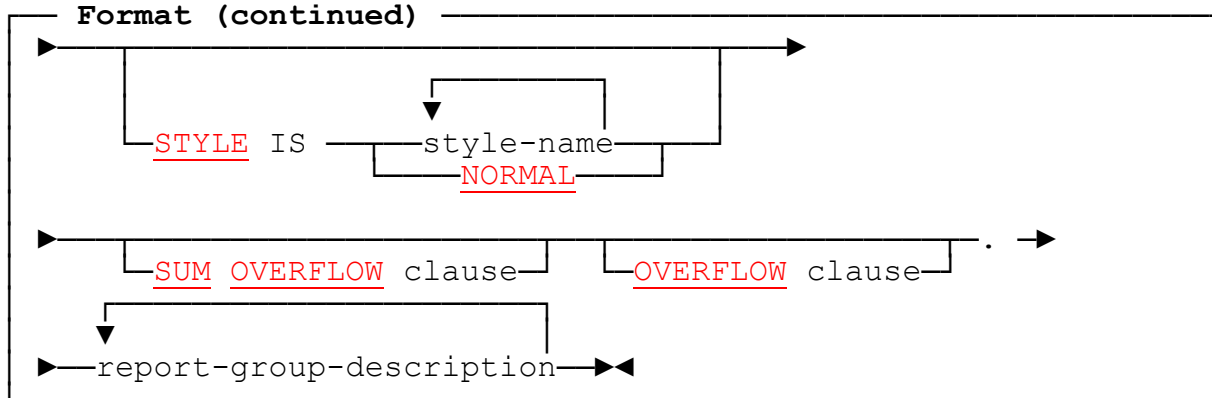 Format (continued)
STYLE IS style-name
NORMAL
SUM OVERFLOW clause OVERFLOW clause .
report-group-description